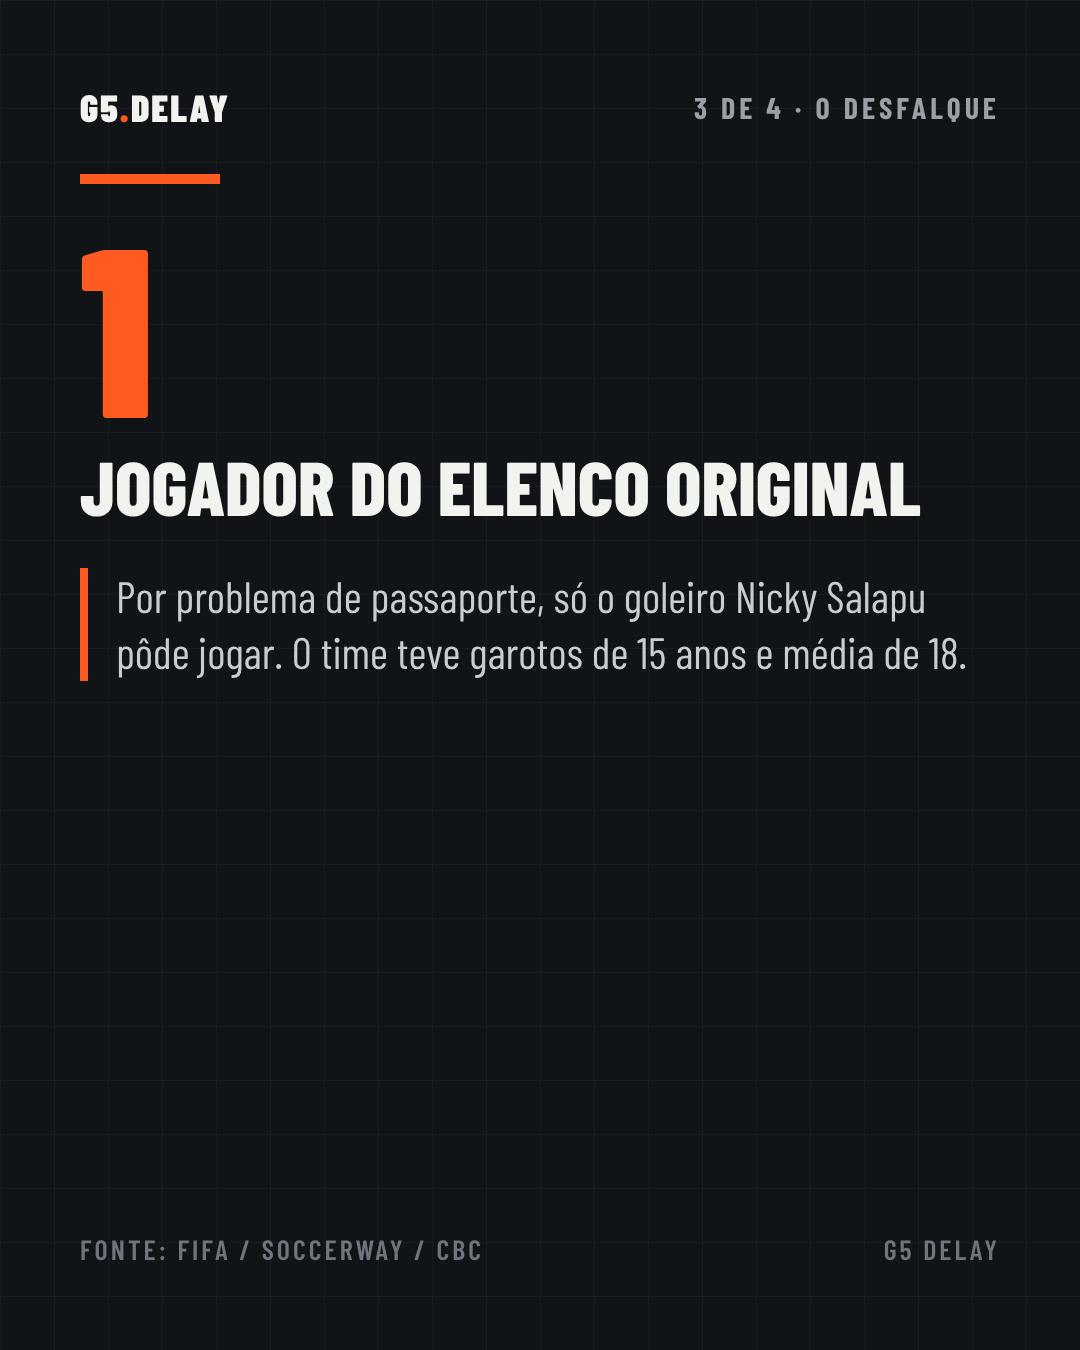 G5.DELAY
3 DE 4 · O DESFALQUE
1
JOGADOR DO ELENCO ORIGINAL
Por problema de passaporte, só o goleiro Nicky Salapu
pôde jogar. O time teve garotos de 15 anos e média de 18.
FONTE: FIFA / SOCCERWAY / CBC
G5 DELAY